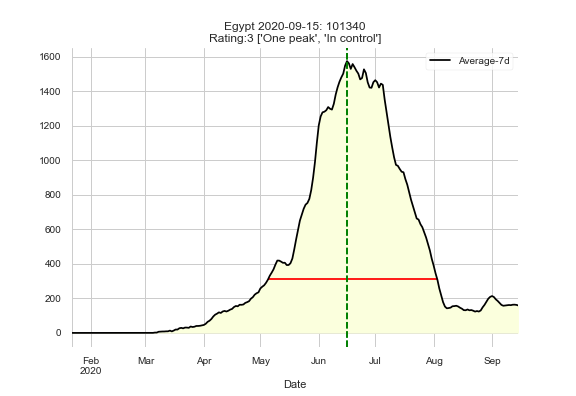 Egypt 2020-09-15: 101340
Rating:3 ['One peak', 'In control']
Average-7d
1600
1400
1200
1000
800
600
400
200
0
Feb Mar Apr May Jun Jul Aug Sep
2020
Date